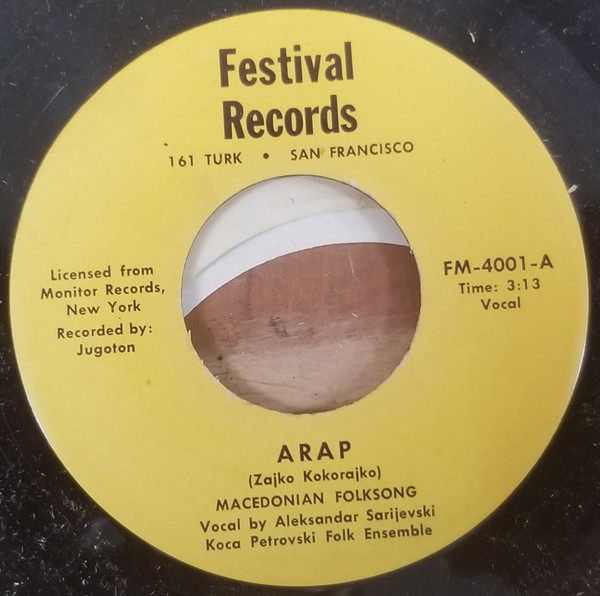 Festival
Records
161 TURK • SAN FRANCISCO
Licensed from
Monitor Records,
New York
Recorded by:
Jugoton
FM-4001-A
Time: 3:13
Vocal
ARAP
(Zajko Kokorajko)
MACEDONIAN FOLKSONG
Vocal by Aleksandar Sarijevski
Koca Petrovski Folk Ensemble